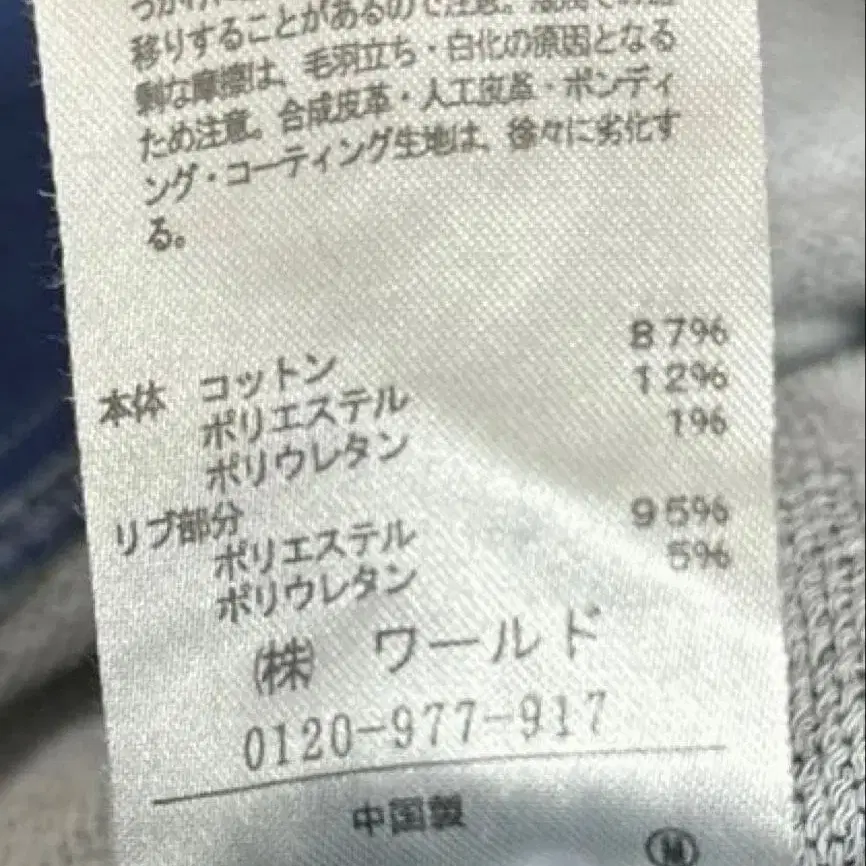 移りすることがあるので注意。
剰な摩擦は、毛羽立ち・白化の原因となる
ため注意。合成皮革・人工皮革・ボンディ
ング・コーティング生地は、徐々に劣化す
る。
本体 コットン 87%
ポリエステル 12%
ポリウレタン 1%
リブ部分
ポリエステル 95%
ポリウレタン 5%
(株) ワールド
0120-977-917
中国製
M